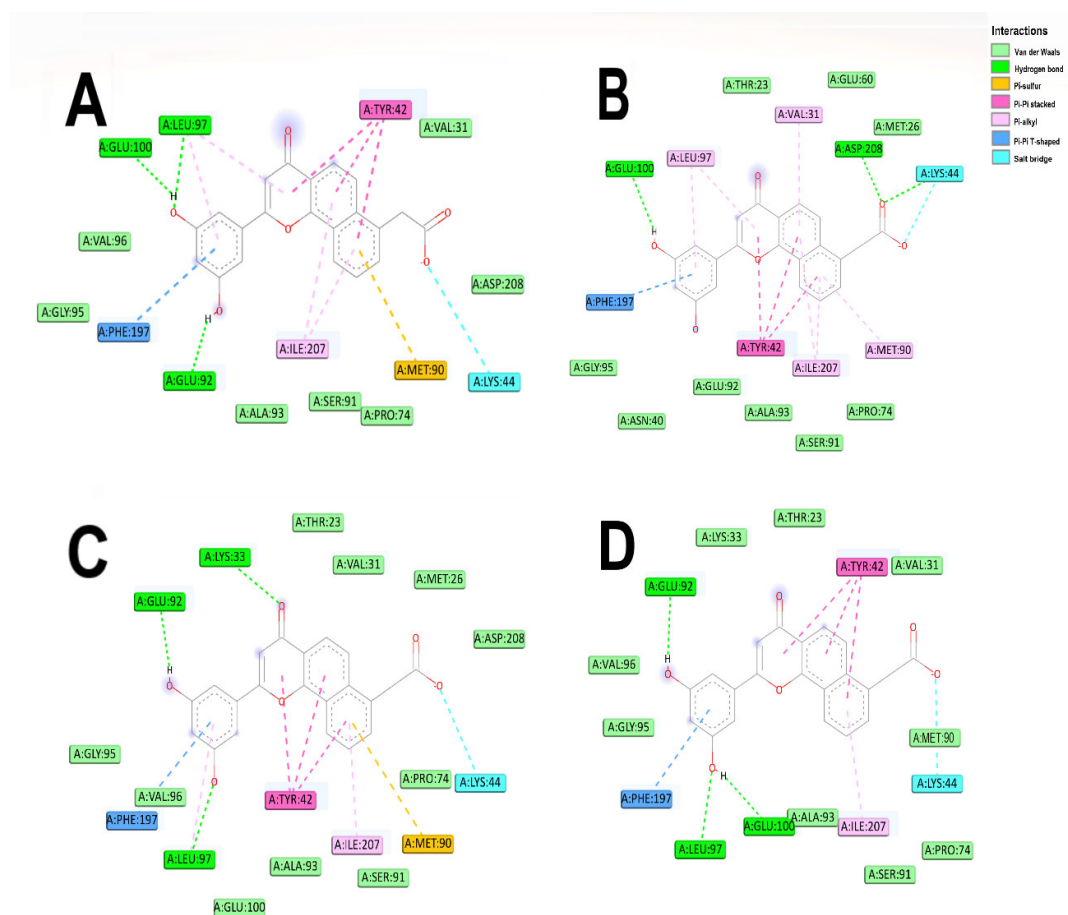 Interactions
Van der Waals
Hydrogen bond
Pi-sulfur
Pi-Pi stacked
Pi-alkyl
Pi-Pi T-shaped
Salt bridge
A
A:LEU:97
A:GLU:100
A:TYR:42
A:VAL:31
O
H
O
O
O
-O
A:VAL:96
A:GLY:95
A:PHE:197
H
O
A:GLU:92
A:ILE:207
A:ASP:208
A:MET:90
A:LYS:44
A:ALA:93
A:SER:91
A:PRO:74
B
A:THR:23
A:GLU:60
A:VAL:31
A:MET:26
A:LEU:97
A:GLU:100
A:ASP:208
A:LYS:44
O
O
H
O
O
O-
A:PHE:197
O
A:TYR:42
A:ILE:207
A:MET:90
A:GLY:95
A:GLU:92
A:ASN:40
A:ALA:93
A:PRO:74
A:SER:91
C
A:THR:23
A:LYS:33
A:VAL:31
A:MET:26
A:GLU:92
A:ASP:208
O
O
H
O
O
O-
A:GLY:95
A:VAL:96
A:PHE:197
O
A:TYR:42
A:PRO:74
A:LYS:44
A:LEU:97
A:ALA:93
A:ILE:207
A:MET:90
A:SER:91
A:GLU:100
D
A:THR:23
A:LYS:33
A:TYR:42
A:VAL:31
A:GLU:92
O
O
H
O
O
O-
A:VAL:96
A:GLY:95
A:PHE:197
O
H
A:MET:90
A:LYS:44
A:LEU:97
A:GLU:100
A:ALA:93
A:ILE:207
A:PRO:74
A:SER:91